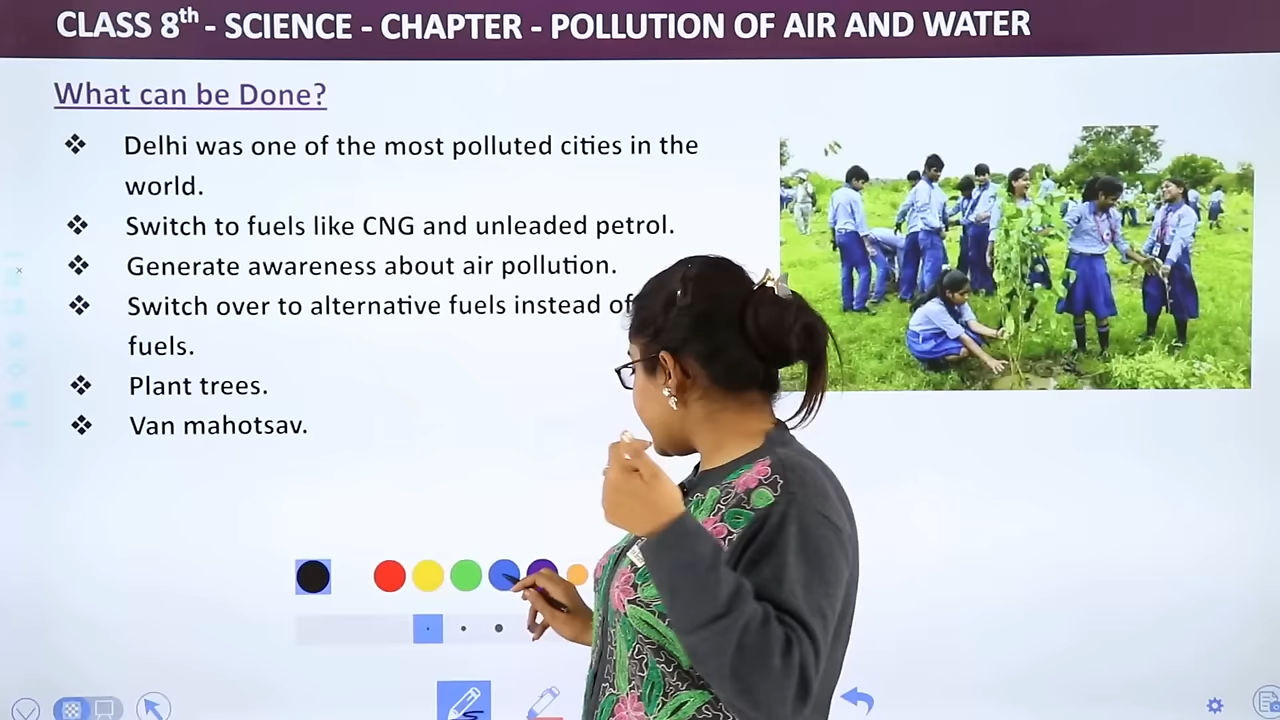 CLASS 8th - SCIENCE - CHAPTER - POLLUTION OF AIR AND WATER
What can be Done?
❖ Delhi was one of the most polluted cities in the
world.
❖ Switch to fuels like CNG and unleaded petrol.
❖ Generate awareness about air pollution.
❖ Switch over to alternative fuels instead of
fuels.
❖ Plant trees.
❖ Van mahotsav.